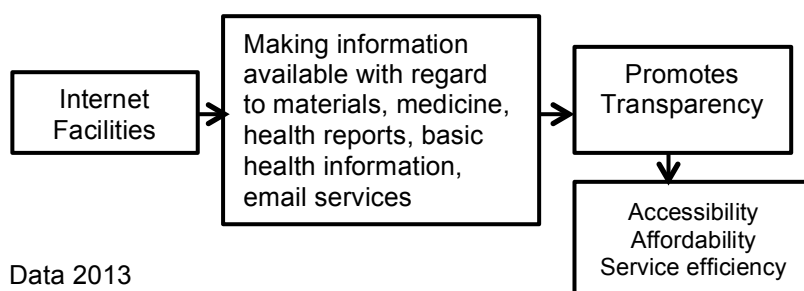 Internet
Facilities
Making information
available with regard
to materials, medicine,
health reports, basic
health information,
email services
Promotes
Transparency
Accessibility
Affordability
Service efficiency
Data 2013